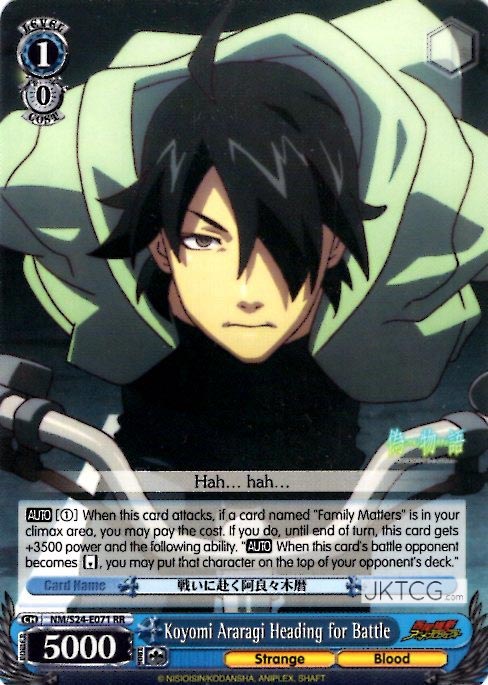 LEVEL
1
0
COST
偽物語
Hah... hah...
AUTO [①] When this card attacks, if a card named "Family Matters" is in your
climax area, you may pay the cost. If you do, until end of turn, this card gets
+3500 power and the following ability. "AUTO When this card's battle opponent
becomes [ ], you may put that character on the top of your opponent's deck."
Card Name 戦いに赴く阿良々木暦
JKTCG.com
CH NM/S24-E071 RR
5000 Koyomi Araragi Heading for Battle
Strange Blood
© NISIOISIN/KODANSHA, ANIPLEX, SHAFT